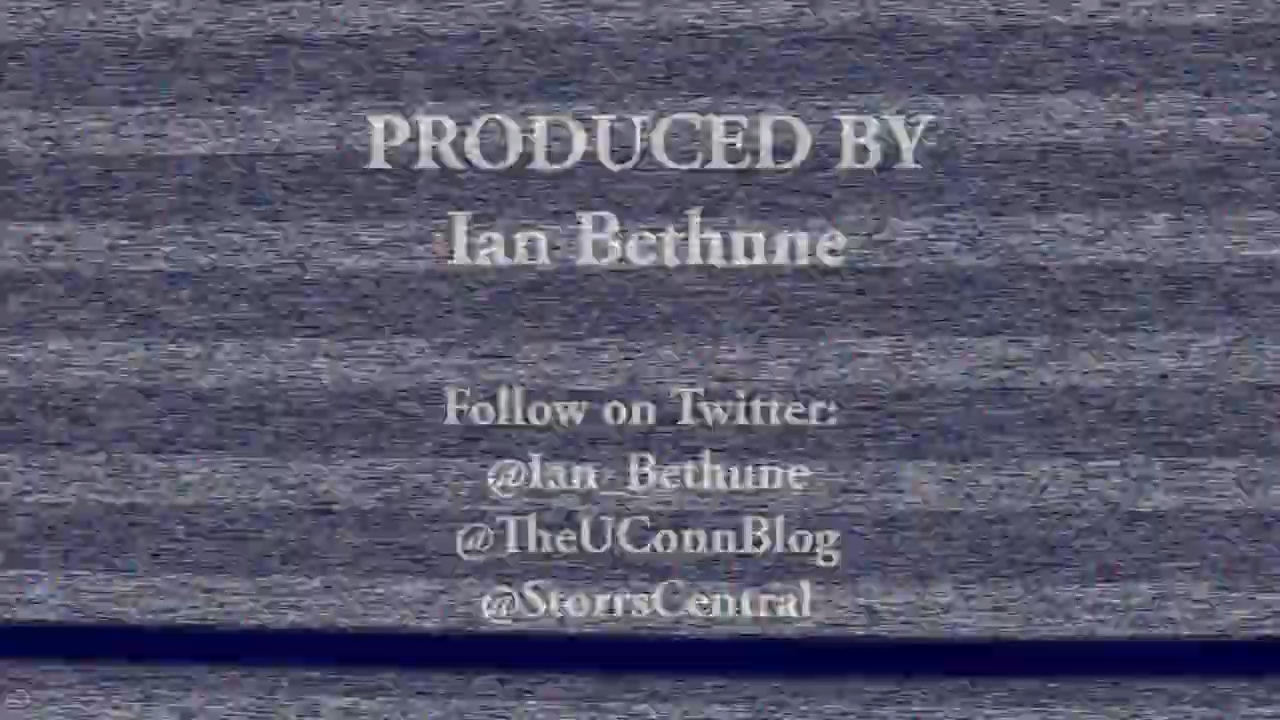 PRODUCED BY
Ian Bethune
Follow on Twitter:
@Ian_Bethune
@TheUConnBlog
@StorrsCentral